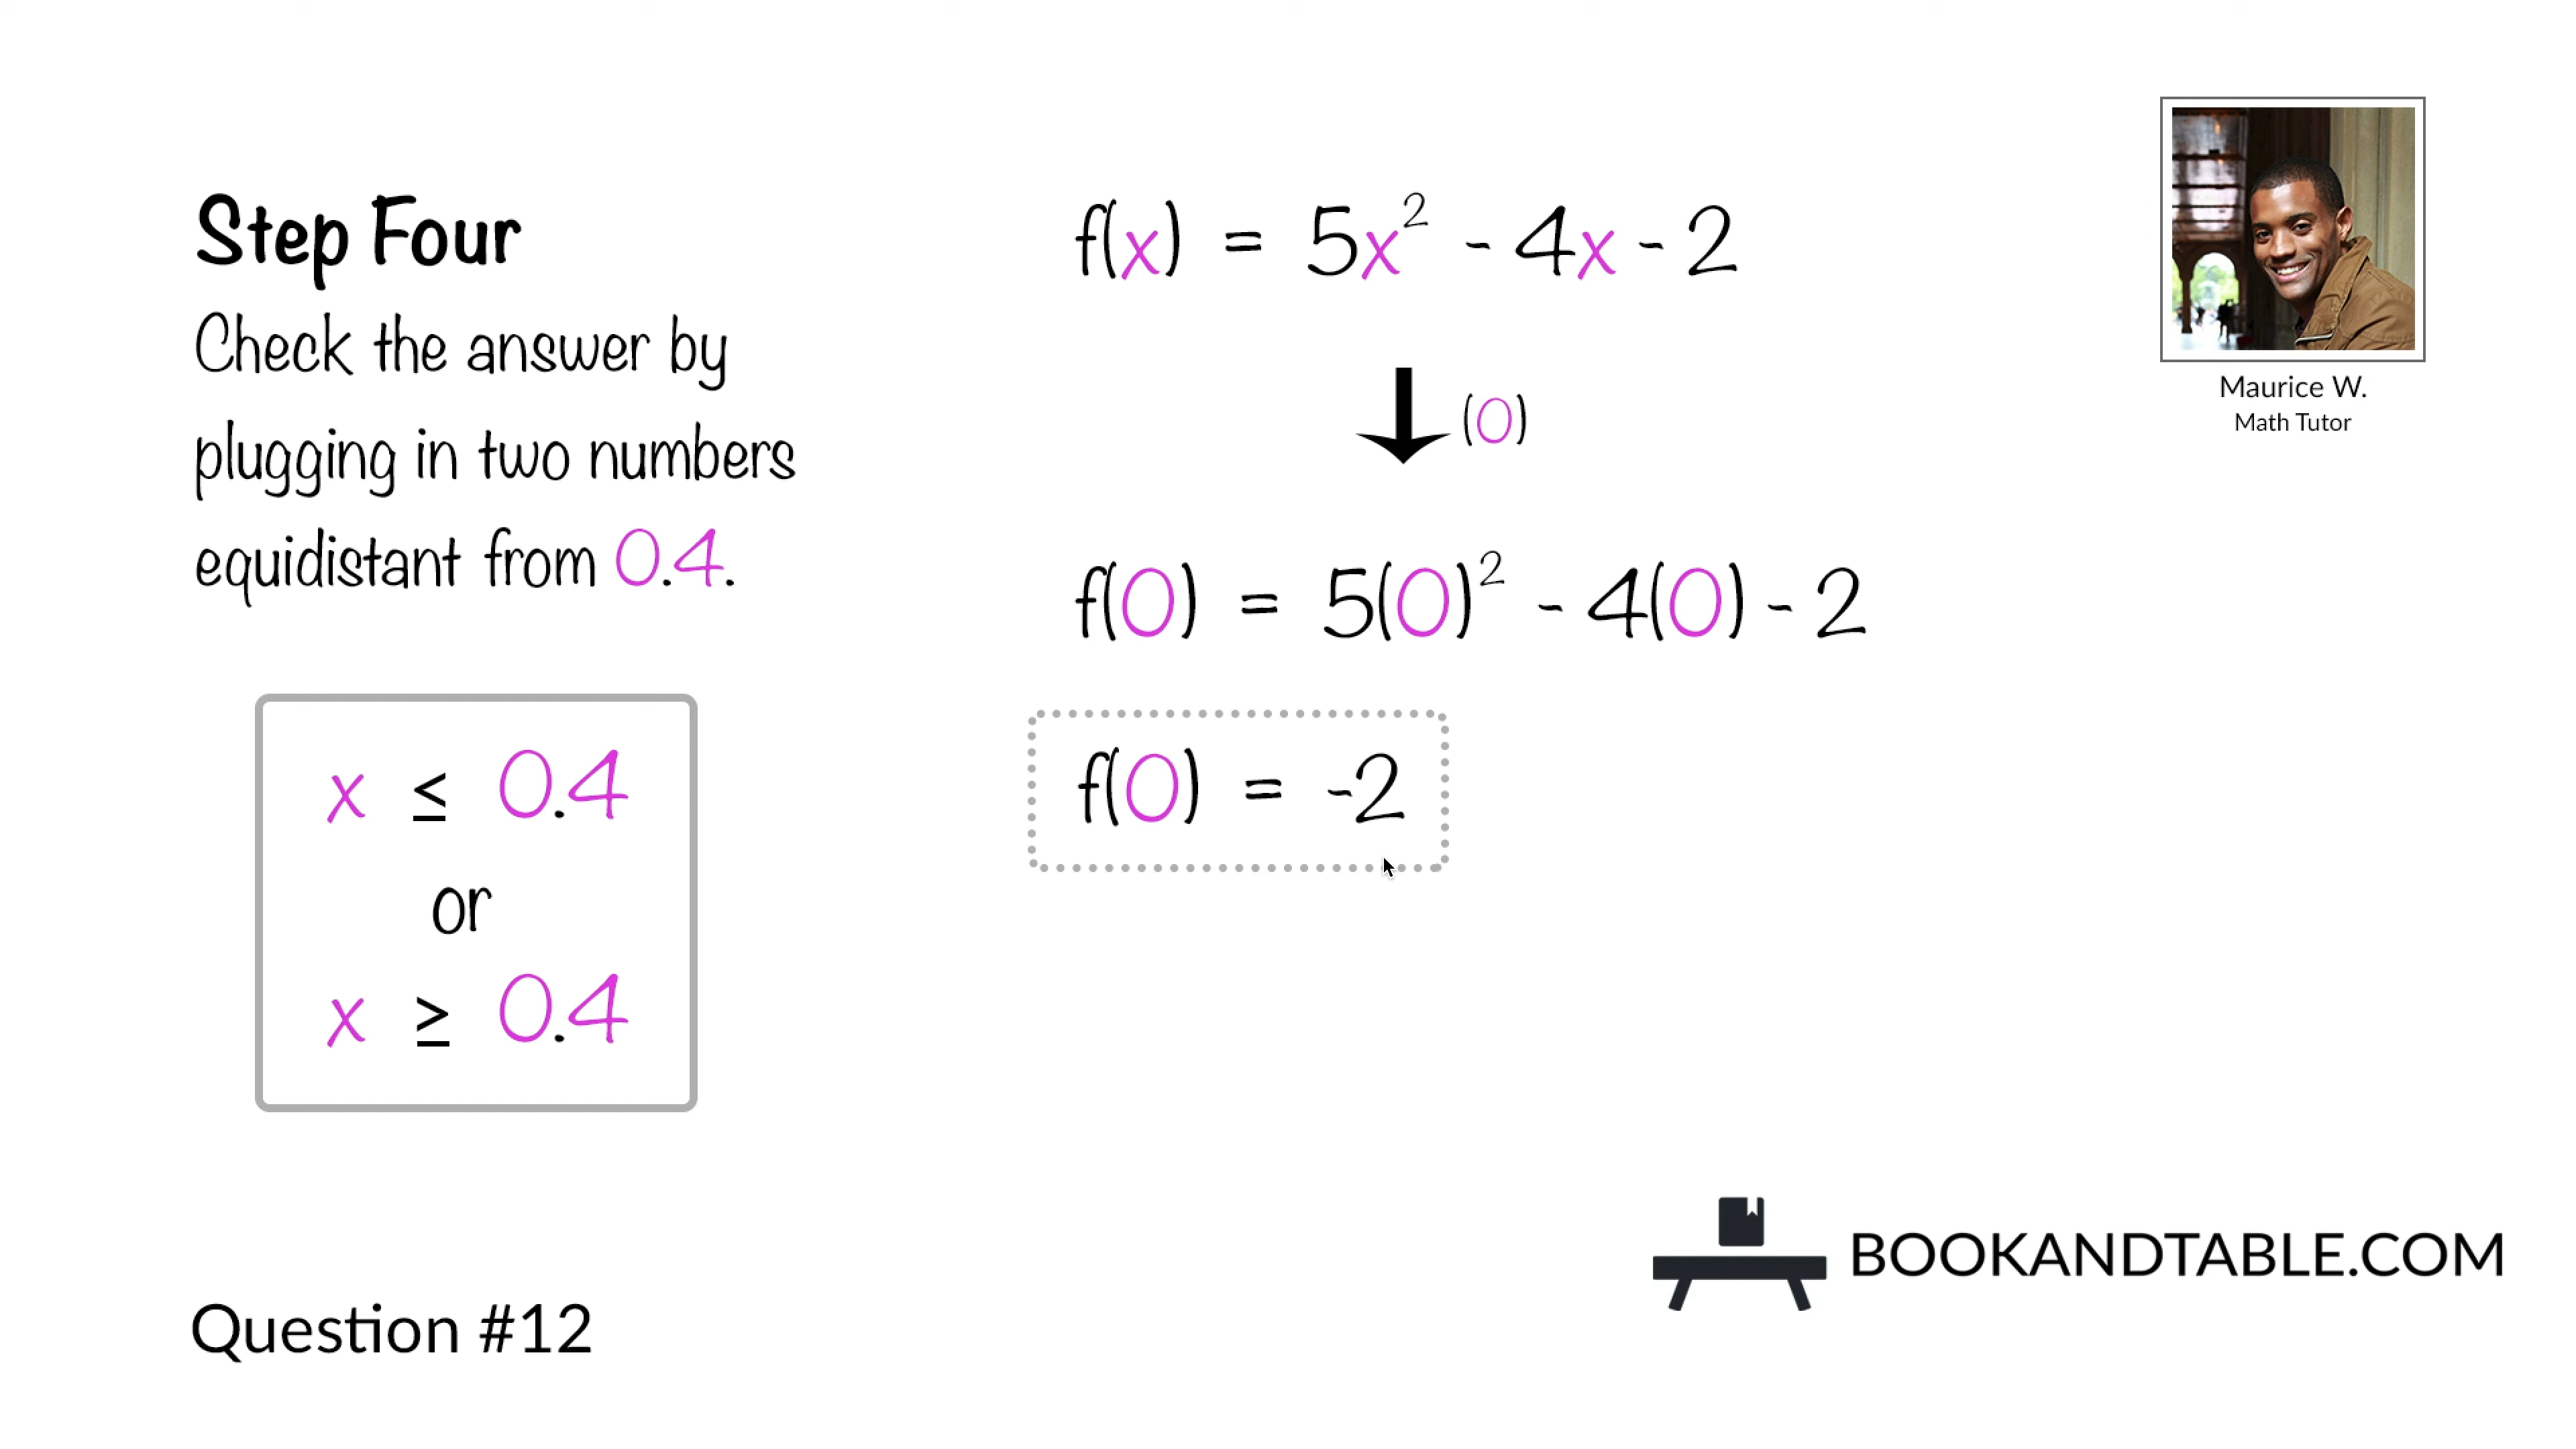 Step Four
Check the answer by
plugging in two numbers
equidistant from 0.4.
x ≤ 0.4
or
x ≥ 0.4
f(x) = 5x² - 4x - 2
(0)
f(0) = 5(0)² - 4(0) - 2
f(0) = -2
Maurice W.
Math Tutor
Question #12
BOOKANDTABLE.COM